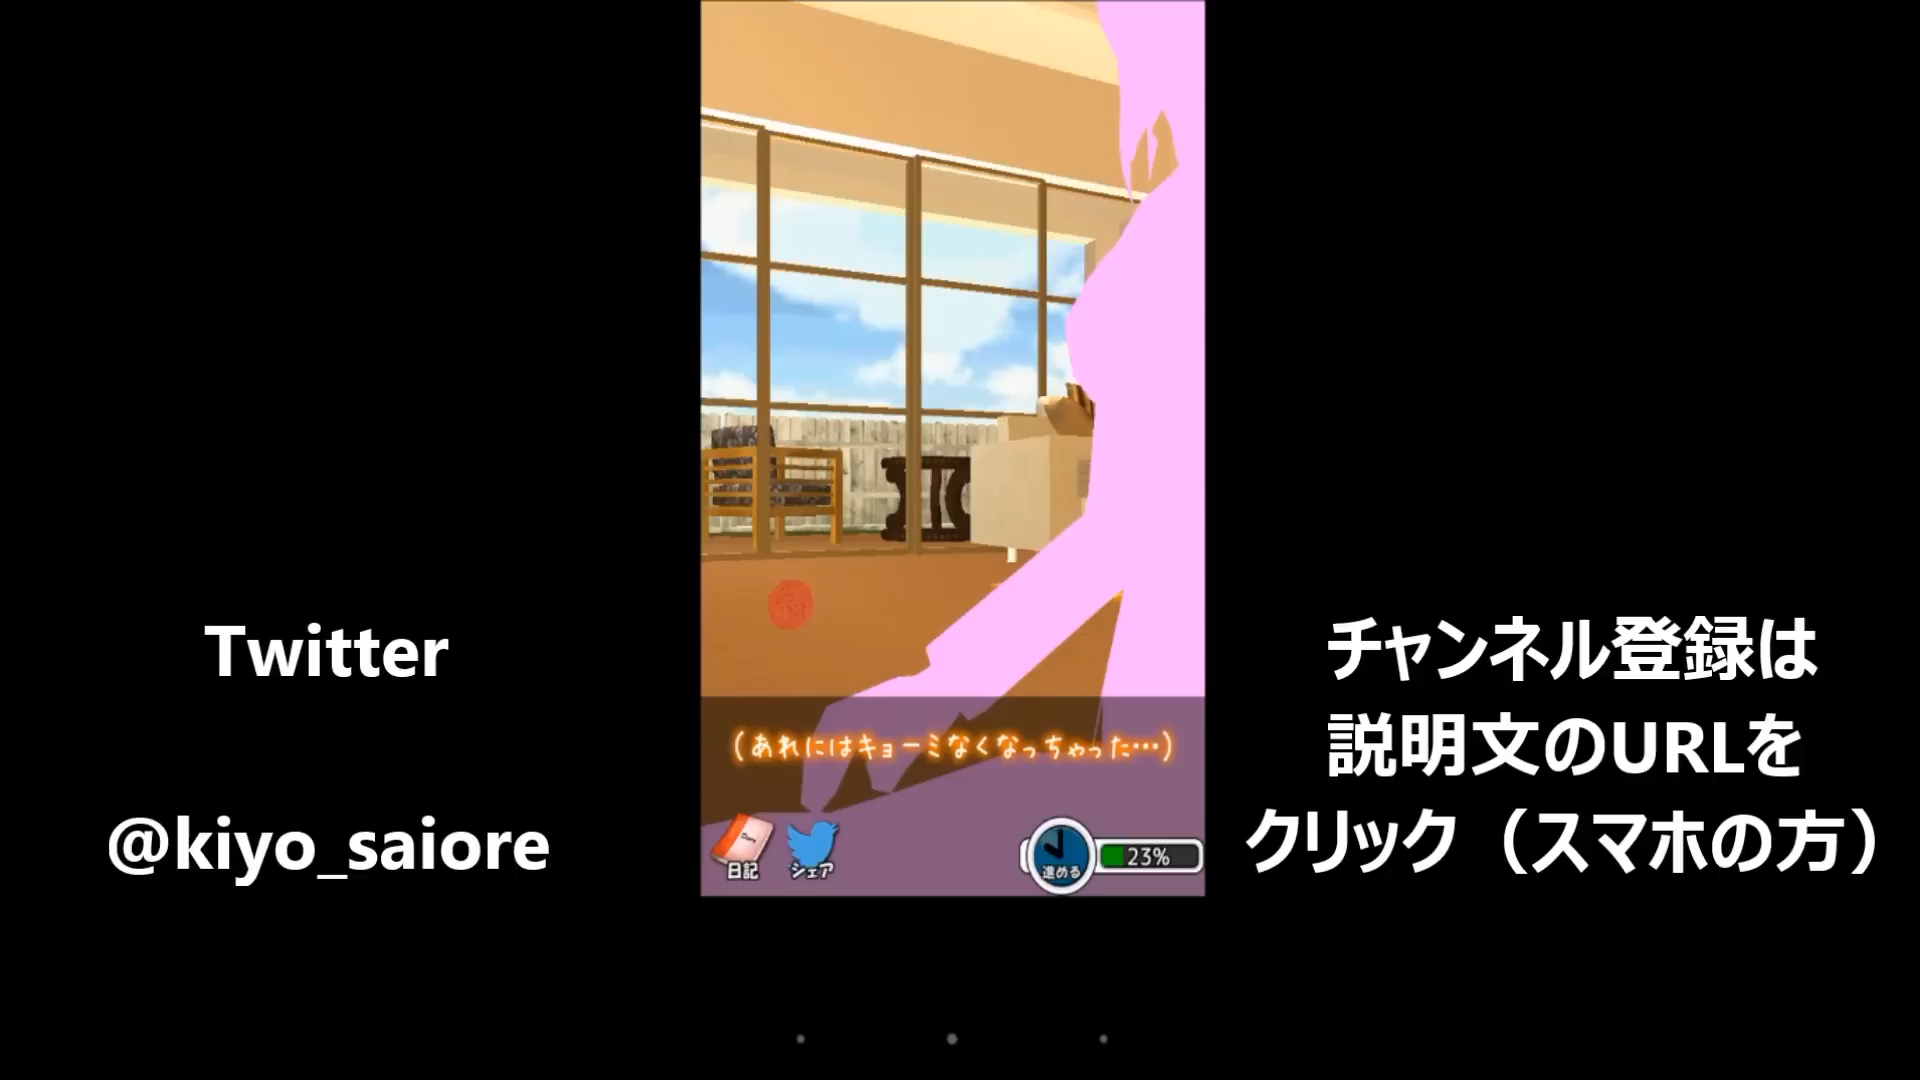 Twitter
@kiyo_saiore
(あれにはキョーミなくなっちゃった…)
日記
シェア
進める
23%
チャンネル登録は
説明文のURLを
クリック（スマホの方）